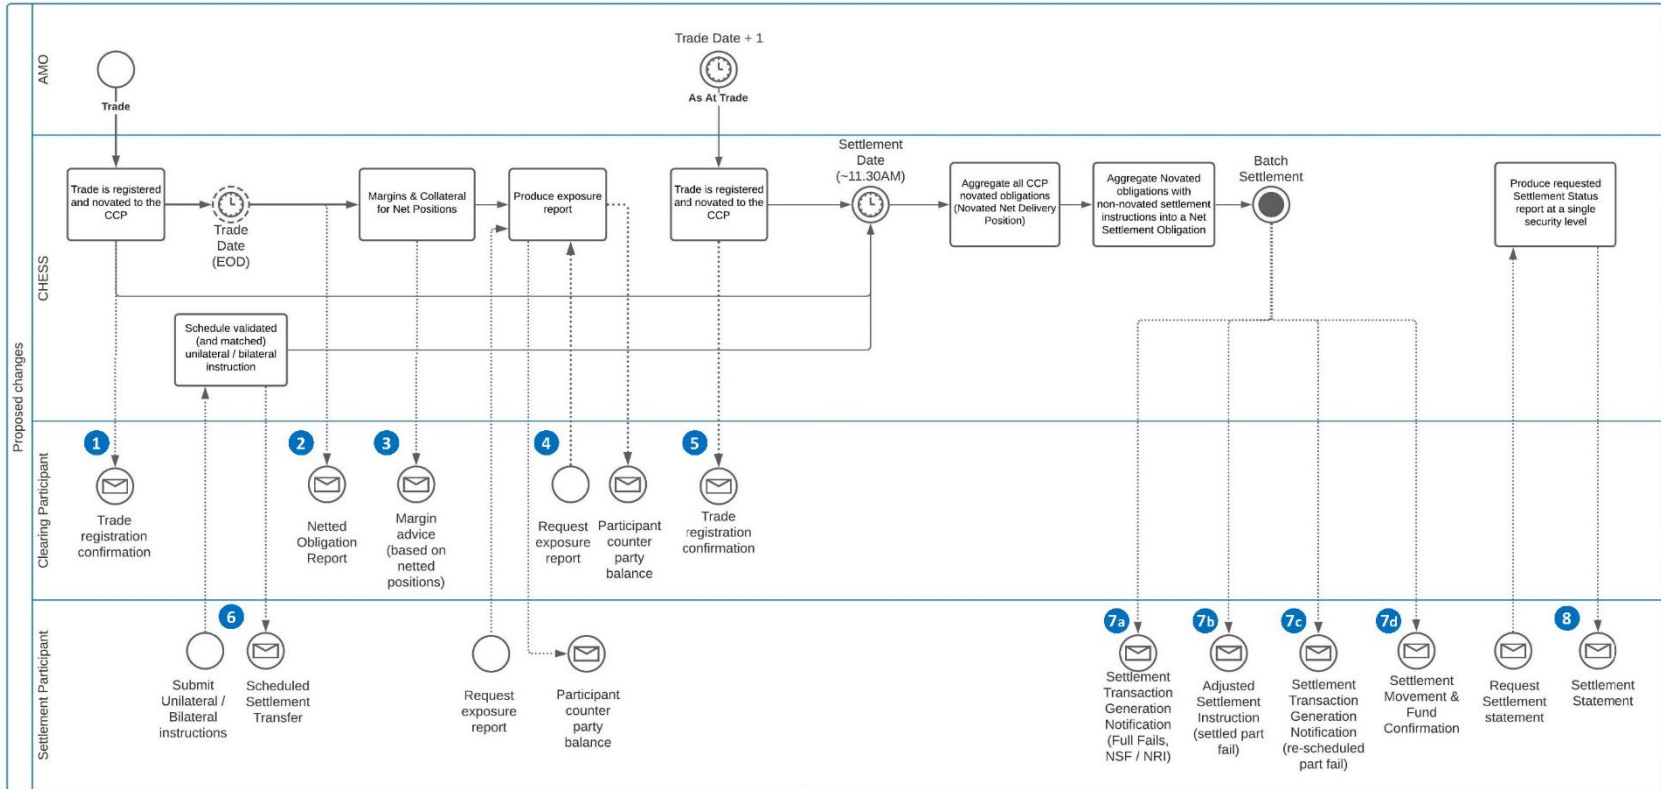 Proposed changes
AMO
Trade
Trade Date + 1
As At Trade
CHESS
Trade is registered
and novated to the
CCP
Trade
Date
(EOD)
Margins & Collateral
for Net Positions
Produce exposure
report
Trade is registered
and novated to the
CCP
Settlement
Date
(~11.30AM)
Aggregate all CCP
novated obligations
(Novated Net Delivery
Position)
Aggregate Novated
obligations with
non-novated settlement
instructions into a Net
Settlement Obligation
Batch
Settlement
Produce requested
Settlement Status
report at a single
security level
Schedule validated
(and matched)
unilateral / bilateral
instruction
Clearing Participant
1
Trade
registration
confirmation
2
Netted
Obligation
Report
3
Margin
advice
(based on
netted
positions)
4
Request
exposure
report
Participant
counter
party
balance
5
Trade
registration
confirmation
Settlement Participant
Submit
Unilateral /
Bilateral
instructions
6
Scheduled
Settlement
Transfer
Request
exposure
report
Participant
counter
party
balance
7a
Settlement
Transaction
Generation
Notification
(Full Fails,
NSF / NRI)
7b
Adjusted
Settlement
Instruction
(settled part
fail)
7c
Settlement
Transaction
Generation
Notification
(re-scheduled
part fail)
7d
Settlement
Movement &
Fund
Confirmation
Request
Settlement
statement
8
Settlement
Statement